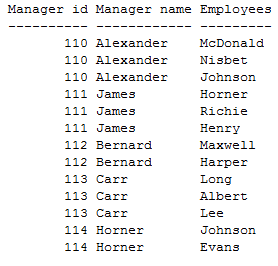 Manager id Manager name Employees
---------- ------------ ---------
110 Alexander McDonald
110 Alexander Nisbet
110 Alexander Johnson
111 James Horner
111 James Richie
111 James Henry
112 Bernard Maxwell
112 Bernard Harper
113 Carr Long
113 Carr Albert
113 Carr Lee
114 Horner Johnson
114 Horner Evans